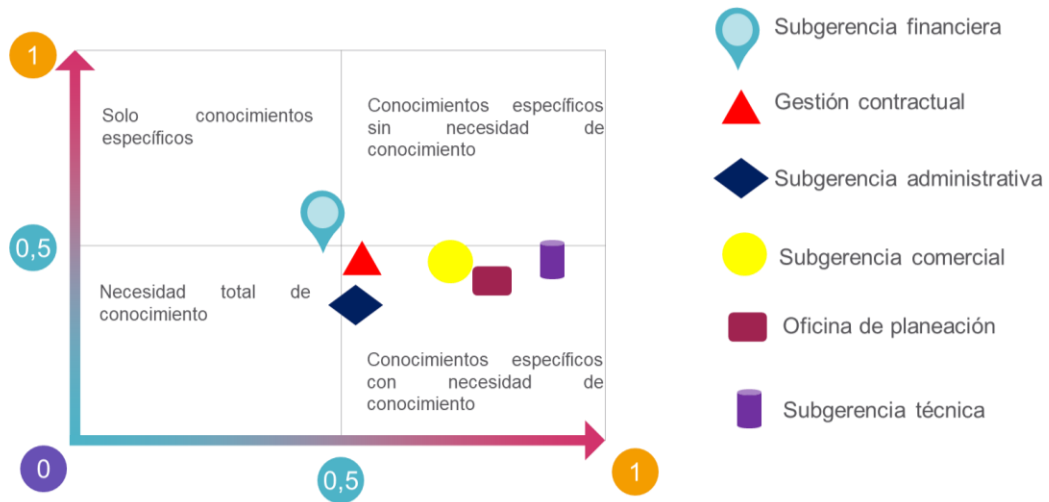 1
Solo conocimientos
específicos
Conocimientos específicos
sin necesidad de
conocimiento
0,5
Necesidad total de
conocimiento
Conocimientos específicos
con necesidad de
conocimiento
0
0,5
1
Subgerencia financiera
Gestión contractual
Subgerencia administrativa
Subgerencia comercial
Oficina de planeación
Subgerencia técnica